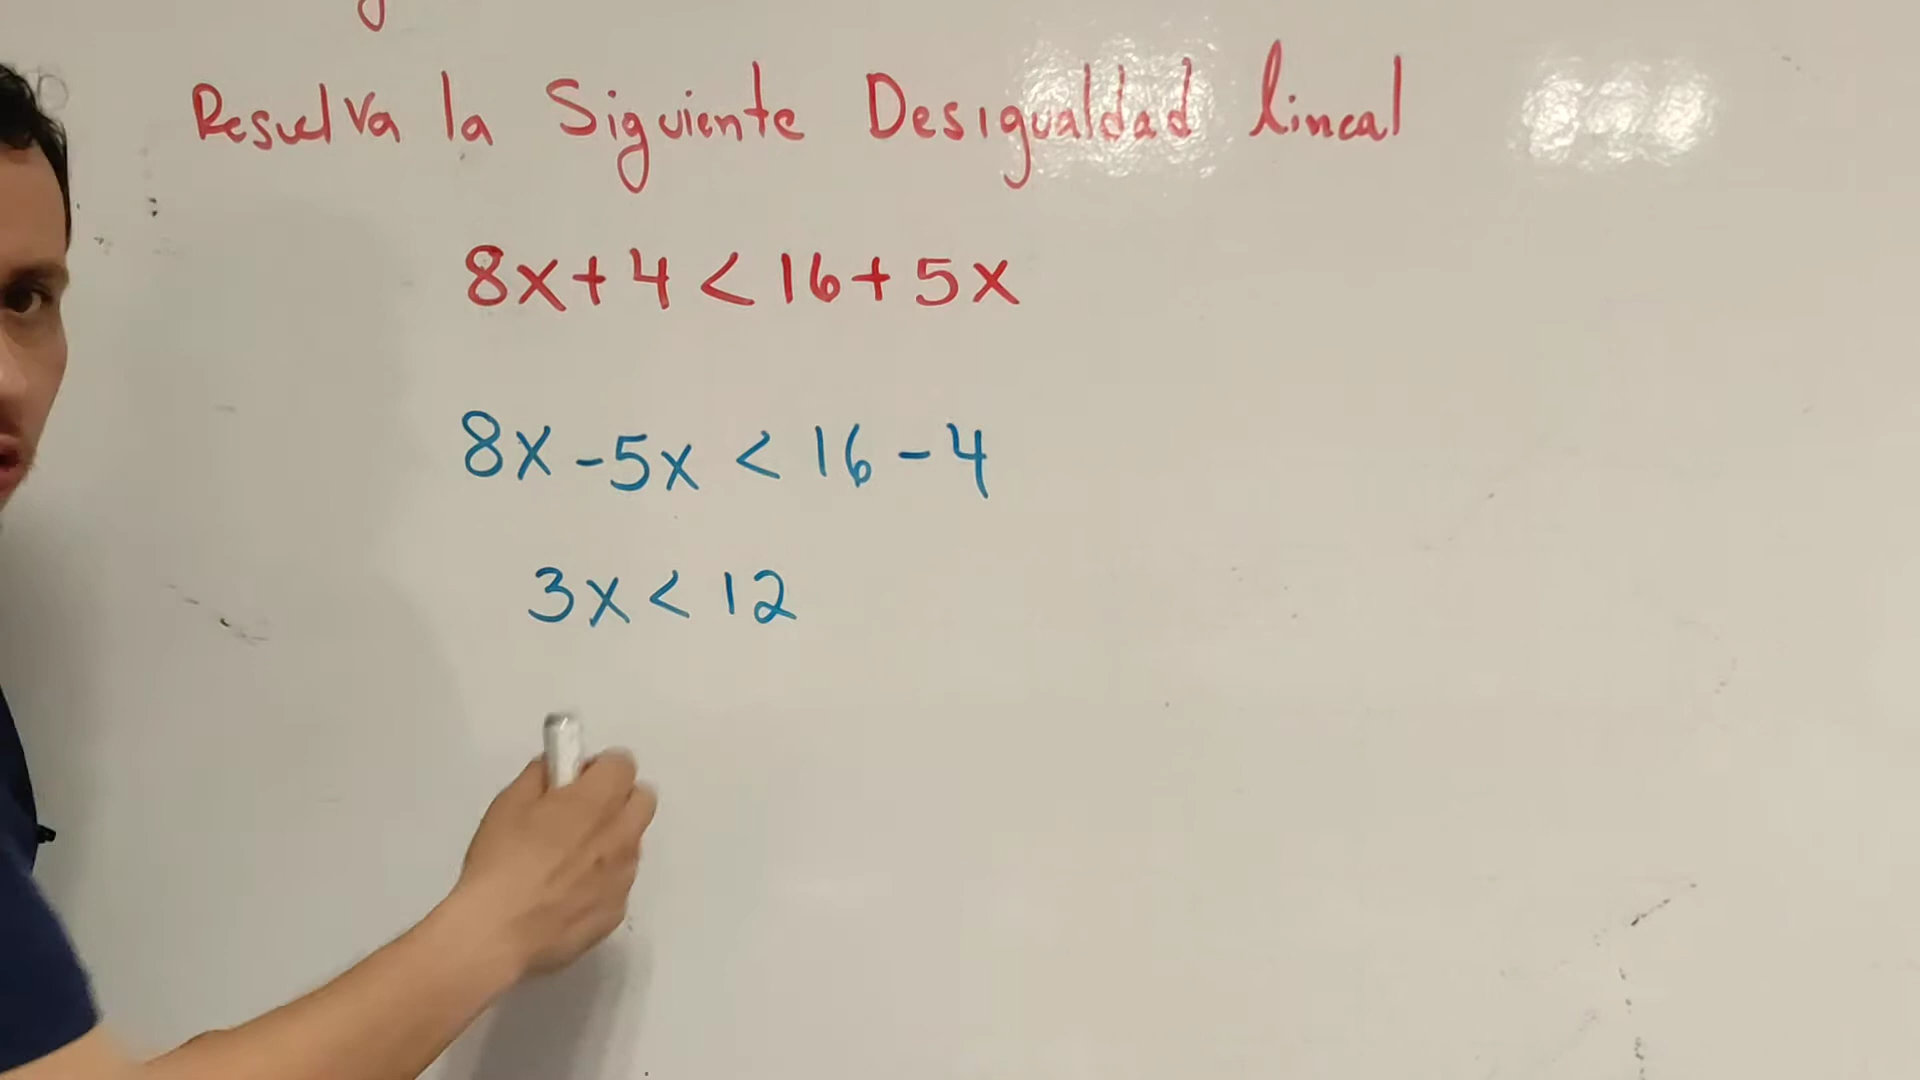 Resuelva la Siguiente Desigualdad lineal
8x+4<16+5x
8x-5x<16-4
3x<12